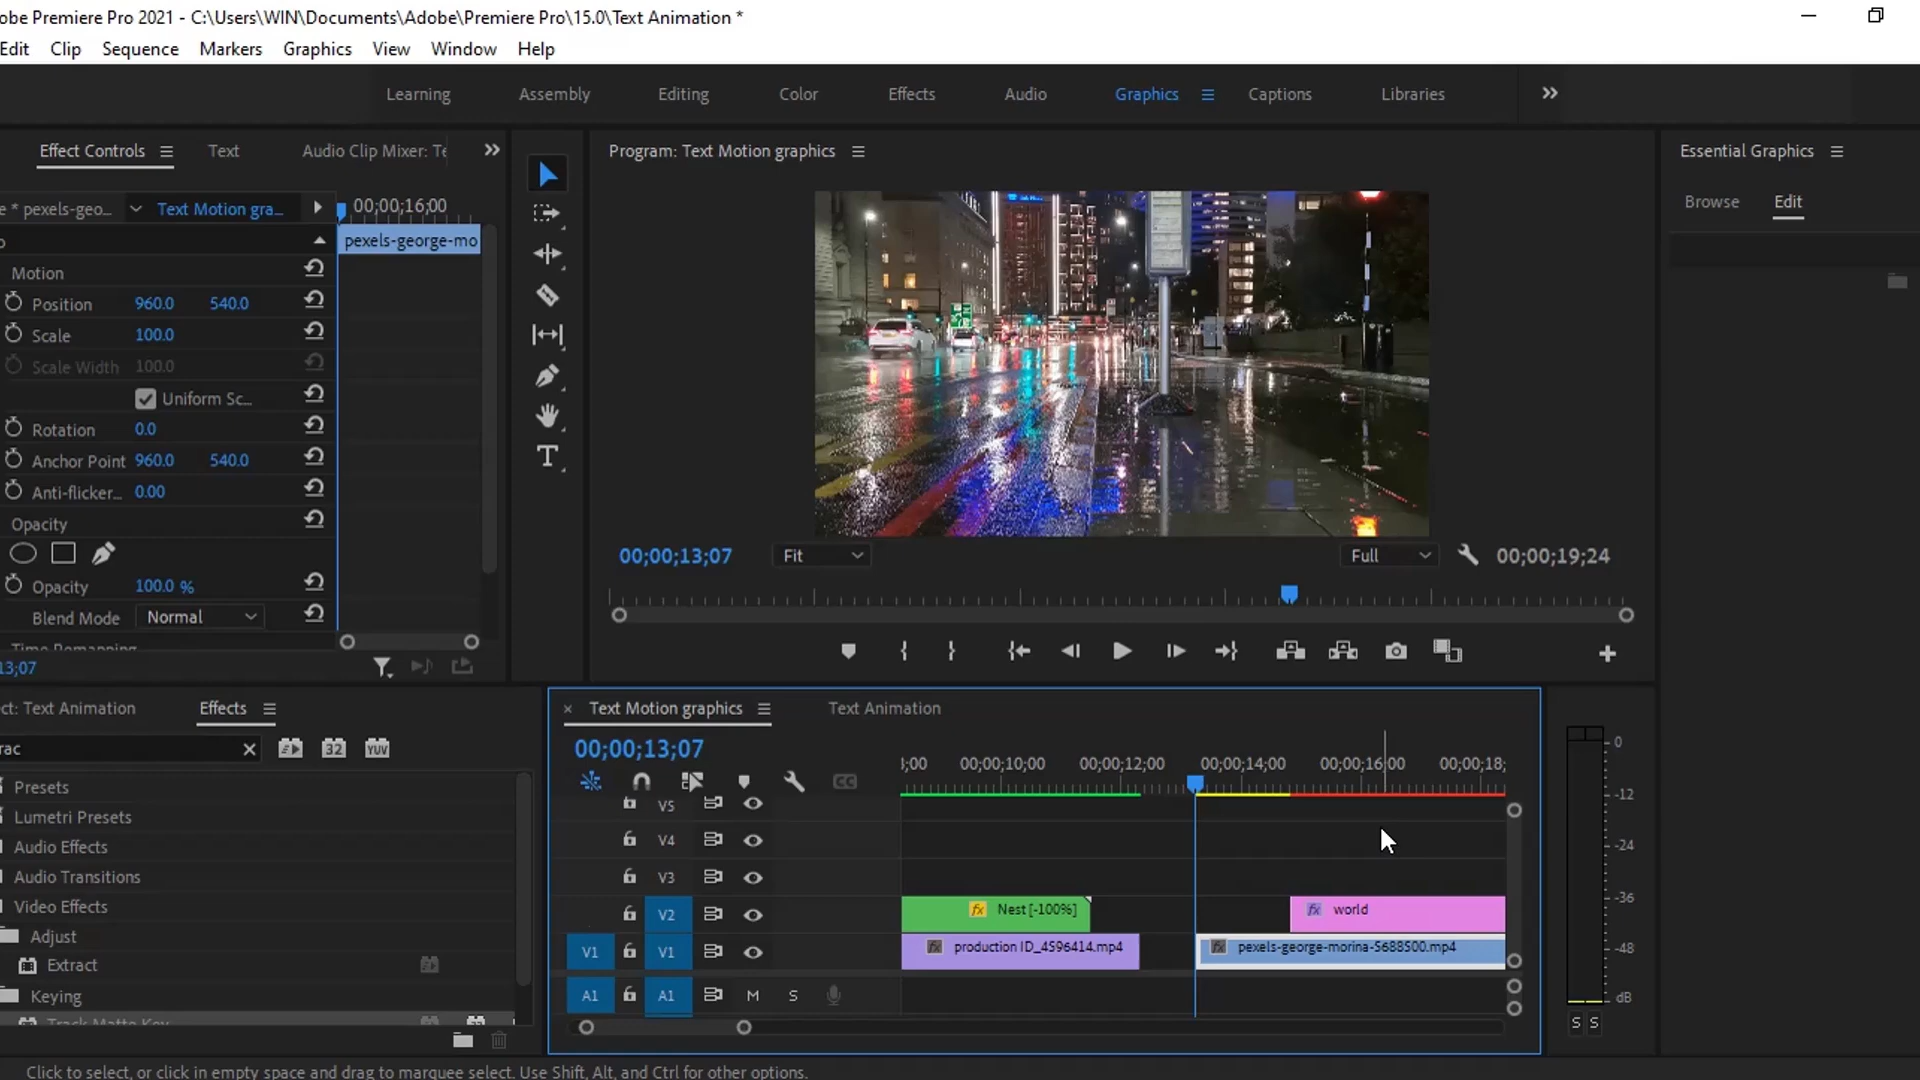 obe Premiere Pro 2021 - C:\Users\WIN\Documents\Adobe\Premiere Pro\15.0\Text Animation *
Edit Clip Sequence Markers Graphics View Window Help
Learning Assembly Editing Color Effects Audio Graphics Captions Libraries
Effect Controls Text Audio Clip Mixer: Te
Program: Text Motion graphics
Essential Graphics
Browse Edit
e * pexels-geo... Text Motion gra... 00;00;16;00
pexels-george-mo
Motion
Position 960.0 540.0
Scale 100.0
Scale Width 100.0
Uniform Sc...
Rotation 0.0
Anchor Point 960.0 540.0
Anti-flicker... 0.00
Opacity
Opacity 100.0 %
Blend Mode Normal
Time Remapping
13;07
00;00;13;07 Fit Full 00;00;19;24
ct: Text Animation Effects
rac 32 YUV
Presets
Lumetri Presets
Audio Effects
Audio Transitions
Video Effects
Adjust
Extract
Keying
Track Matte Key
Text Motion graphics Text Animation
00;00;13;07
;00 00;00;10;00 00;00;12;00 00;00;14;00 00;00;16;00 00;00;18;
V5
V4
V3
V2 Nest [-100%] world
V1 V1 production ID_4596414.mp4 pexels-george-morina-5688500.mp4
A1 A1 M S
0
-12
-24
-36
-48
dB
S S
Click to select, or click in empty space and drag to marquee select. Use Shift, Alt, and Ctrl for other options.